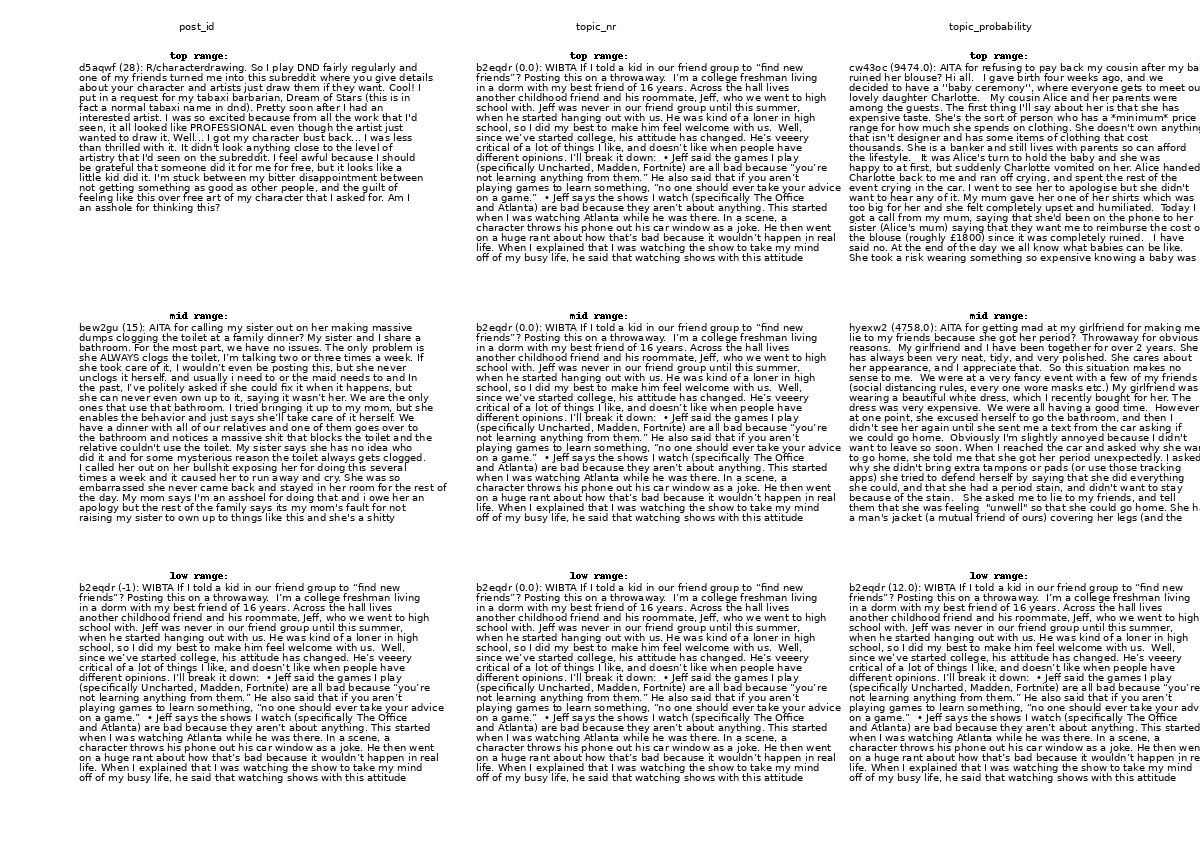 post_id
topic_nr
topic_probability
top range:
d5aqwf (28): R/characterdrawing. So I play DND fairly regularly and
one of my friends turned me into this subreddit where you give details
about your character and artists just draw them if they want. Cool! I
put in a request for my tabaxi barbarian, Dream of Stars (this is in
fact a normal tabaxi name in dnd). Pretty soon after I had an
interested artist. I was so excited because from all the work that I'd
seen, it all looked like PROFESSIONAL even though the artist just
wanted to draw it. Well... I got my character bust back... I was less
than thrilled with it. It didn't look anything close to the level of
artistry that I'd seen on the subreddit. I feel awful because I should
be grateful that someone did it for me for free, but it looks like a
little kid did it. I'm stuck between my bitter disappointment between
not getting something as good as other people, and the guilt of
feeling like this over free art of my character that I asked for. Am I
an asshole for thinking this?
top range:
b2eqdr (0.0): WIBTA If I told a kid in our friend group to “find new
friends”? Posting this on a throwaway.  I’m a college freshman living
in a dorm with my best friend of 16 years. Across the hall lives
another childhood friend and his roommate, Jeff, who we went to high
school with. Jeff was never in our friend group until this summer,
when he started hanging out with us. He was kind of a loner in high
school, so I did my best to make him feel welcome with us.  Well,
since we’ve started college, his attitude has changed. He’s veeery
critical of a lot of things I like, and doesn’t like when people have
different opinions. I’ll break it down:  • Jeff said the games I play
(specifically Uncharted, Madden, Fortnite) are all bad because “you’re
not learning anything from them.” He also said that if you aren’t
playing games to learn something, “no one should ever take your advice
on a game.”  • Jeff says the shows I watch (specifically The Office
and Atlanta) are bad because they aren’t about anything. This started
when I was watching Atlanta while he was there. In a scene, a
character throws his phone out his car window as a joke. He then went
on a huge rant about how that’s bad because it wouldn’t happen in real
life. When I explained that I was watching the show to take my mind
off of my busy life, he said that watching shows with this attitude
top range:
cw43oc (9474.0): AITA for refusing to pay back my cousin after my ba
ruined her blouse? Hi all.   I gave birth four weeks ago, and we
decided to have a ''baby ceremony'', where everyone gets to meet ou
lovely daughter Charlotte.   My cousin Alice and her parents were
among the guests. The first thing I'll say about her is that she has
expensive taste. She's the sort of person who has a *minimum* price
range for how much she spends on clothing. She doesn't own anything
that isn't designer and has some items of clothing that cost
thousands. She is a banker and still lives with parents so can afford
the lifestyle.   It was Alice's turn to hold the baby and she was
happy to at first, but suddenly Charlotte vomited on her. Alice handed
Charlotte back to me and ran off crying, and spent the rest of the
event crying in the car. I went to see her to apologise but she didn't
want to hear any of it. My mum gave her one of her shirts which was
too big for her and she felt completely upset and humiliated.  Today I
got a call from my mum, saying that she'd been on the phone to her
sister (Alice's mum) saying that they want me to reimburse the cost o
the blouse (roughly £1800) since it was completely ruined.   I have
said no. At the end of the day we all know what babies can be like.
She took a risk wearing something so expensive knowing a baby was
mid range:
bew2gu (15): AITA for calling my sister out on her making massive
dumps clogging the toilet at a family dinner? My sister and I share a
bathroom. For the most part, we have no issues. The only problem is
she ALWAYS clogs the toilet, I’m talking two or three times a week. If
she took care of it, I wouldn’t even be posting this, but she never
unclogs it herself. and usually i need to or the maid needs to and In
the past, I’ve politely asked if she could fix it when it happens, but
she can never even own up to it, saying it wasn’t her. We are the only
ones that use that bathroom. I tried bringing it up to my mom, but she
enables the behavior and just says she’ll take care of it herself. We
have a dinner with all of our relatives and one of them goes over to
the bathroom and notices a massive shit that blocks the toilet and the
relative couldn't use the toilet. My sister says she has no idea who
did it and for some mysterious reason the toilet always gets clogged.
I called her out on her bullshit exposing her for doing this several
times a week and it caused her to run away and cry. She was so
embarrassed she never came back and stayed in her room for the rest of
the day. My mom says I'm an asshoel for doing that and i owe her an
apology but the rest of the family says its my mom's fault for not
raising my sister to own up to things like this and she's a shitty
mid range:
b2eqdr (0.0): WIBTA If I told a kid in our friend group to “find new
friends”? Posting this on a throwaway.  I’m a college freshman living
in a dorm with my best friend of 16 years. Across the hall lives
another childhood friend and his roommate, Jeff, who we went to high
school with. Jeff was never in our friend group until this summer,
when he started hanging out with us. He was kind of a loner in high
school, so I did my best to make him feel welcome with us.  Well,
since we’ve started college, his attitude has changed. He’s veeery
critical of a lot of things I like, and doesn’t like when people have
different opinions. I’ll break it down:  • Jeff said the games I play
(specifically Uncharted, Madden, Fortnite) are all bad because “you’re
not learning anything from them.” He also said that if you aren’t
playing games to learn something, “no one should ever take your advice
on a game.”  • Jeff says the shows I watch (specifically The Office
and Atlanta) are bad because they aren’t about anything. This started
when I was watching Atlanta while he was there. In a scene, a
character throws his phone out his car window as a joke. He then went
on a huge rant about how that’s bad because it wouldn’t happen in real
life. When I explained that I was watching the show to take my mind
off of my busy life, he said that watching shows with this attitude
mid range:
hyexw2 (4758.0): AITA for getting mad at my girlfriend for making me
lie to my friends because she got her period?  Throwaway for obvious
reasons.  My girlfriend and I have been together for over 2 years. She
has always been very neat, tidy, and very polished. She cares about
her appearance, and I appreciate that.  So this situation makes no
sense to me.  We were at a very fancy event with a few of my friends
(social distancing rules, every one wore masks etc.) My girlfriend was
wearing a beautiful white dress, which I recently bought for her. The
dress was very expensive.  We were all having a good time.  However
at one point, she excused herself to go the bathroom, and then I
didn't see her again until she sent me a text from the car asking if
we could go home.  Obviously I'm slightly annoyed because I didn't
want to leave so soon. When I reached the car and asked why she wan
to go home, she told me that she got her period unexpectedly. I asked
why she didn't bring extra tampons or pads (or use those tracking
apps) she tried to defend herself by saying that she did everything
she could, and that she had a period stain, and didn't want to stay
because of the stain.   She asked me to lie to my friends, and tell
them that she was feeling  "unwell" so that she could go home. She h
a man's jacket (a mutual friend of ours) covering her legs (and the
low range:
b2eqdr (-1): WIBTA If I told a kid in our friend group to “find new
friends”? Posting this on a throwaway.  I’m a college freshman living
in a dorm with my best friend of 16 years. Across the hall lives
another childhood friend and his roommate, Jeff, who we went to high
school with. Jeff was never in our friend group until this summer,
when he started hanging out with us. He was kind of a loner in high
school, so I did my best to make him feel welcome with us.  Well,
since we’ve started college, his attitude has changed. He’s veeery
critical of a lot of things I like, and doesn’t like when people have
different opinions. I’ll break it down:  • Jeff said the games I play
(specifically Uncharted, Madden, Fortnite) are all bad because “you’re
not learning anything from them.” He also said that if you aren’t
playing games to learn something, “no one should ever take your advice
on a game.”  • Jeff says the shows I watch (specifically The Office
and Atlanta) are bad because they aren’t about anything. This started
when I was watching Atlanta while he was there. In a scene, a
character throws his phone out his car window as a joke. He then went
on a huge rant about how that’s bad because it wouldn’t happen in real
life. When I explained that I was watching the show to take my mind
off of my busy life, he said that watching shows with this attitude
low range:
b2eqdr (0.0): WIBTA If I told a kid in our friend group to “find new
friends”? Posting this on a throwaway.  I’m a college freshman living
in a dorm with my best friend of 16 years. Across the hall lives
another childhood friend and his roommate, Jeff, who we went to high
school with. Jeff was never in our friend group until this summer,
when he started hanging out with us. He was kind of a loner in high
school, so I did my best to make him feel welcome with us.  Well,
since we’ve started college, his attitude has changed. He’s veeery
critical of a lot of things I like, and doesn’t like when people have
different opinions. I’ll break it down:  • Jeff said the games I play
(specifically Uncharted, Madden, Fortnite) are all bad because “you’re
not learning anything from them.” He also said that if you aren’t
playing games to learn something, “no one should ever take your advice
on a game.”  • Jeff says the shows I watch (specifically The Office
and Atlanta) are bad because they aren’t about anything. This started
when I was watching Atlanta while he was there. In a scene, a
character throws his phone out his car window as a joke. He then went
on a huge rant about how that’s bad because it wouldn’t happen in real
life. When I explained that I was watching the show to take my mind
off of my busy life, he said that watching shows with this attitude
low range:
b2eqdr (12.0): WIBTA If I told a kid in our friend group to “find new
friends”? Posting this on a throwaway.  I’m a college freshman living
in a dorm with my best friend of 16 years. Across the hall lives
another childhood friend and his roommate, Jeff, who we went to high
school with. Jeff was never in our friend group until this summer,
when he started hanging out with us. He was kind of a loner in high
school, so I did my best to make him feel welcome with us.  Well,
since we’ve started college, his attitude has changed. He’s veeery
critical of a lot of things I like, and doesn’t like when people have
different opinions. I’ll break it down:  • Jeff said the games I play
(specifically Uncharted, Madden, Fortnite) are all bad because “you’re
not learning anything from them.” He also said that if you aren’t
playing games to learn something, “no one should ever take your advice
on a game.”  • Jeff says the shows I watch (specifically The Office
and Atlanta) are bad because they aren’t about anything. This started
when I was watching Atlanta while he was there. In a scene, a
character throws his phone out his car window as a joke. He then went
on a huge rant about how that’s bad because it wouldn’t happen in re
life. When I explained that I was watching the show to take my mind
off of my busy life, he said that watching shows with this attitude